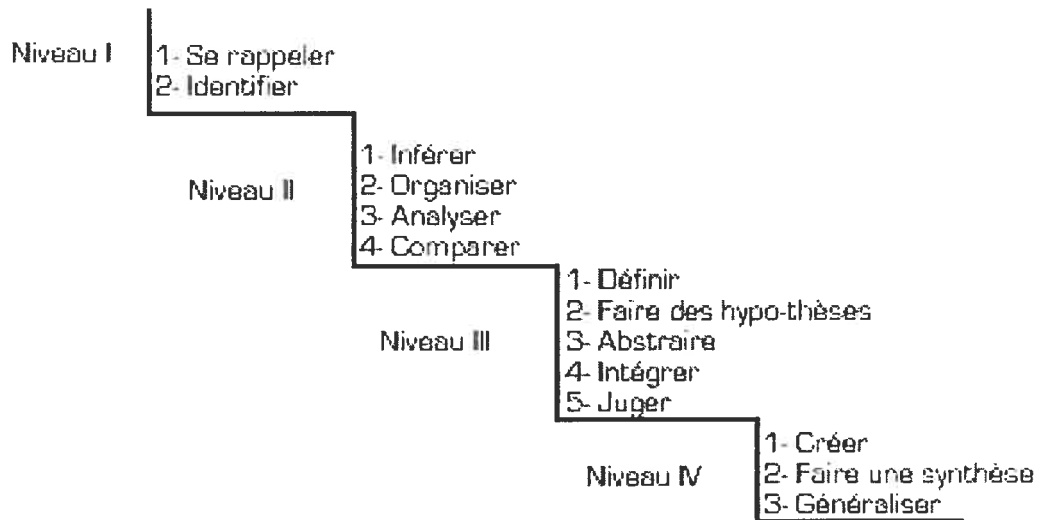 Niveau I
1- Se rappeler
2- Identifier
Niveau II
1- Inférer
2- Organiser
3- Analyser
4- Comparer
Niveau III
1- Définir
2- Faire des hypo-thèses
3- Abstraire
4- Intégrer
5- Juger
Niveau IV
1- Créer
2- Faire une synthèse
3- Généraliser